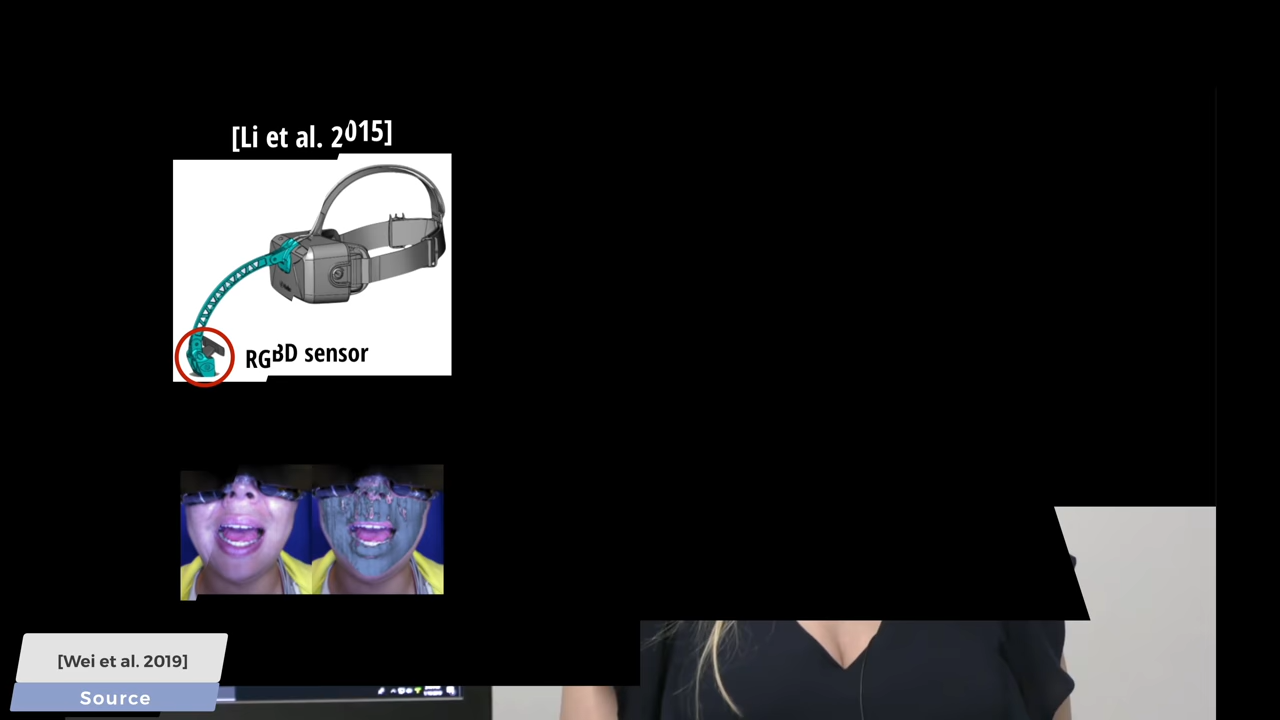 [Li et al. 2015]
RGBD sensor
[Wei et al. 2019]
Source